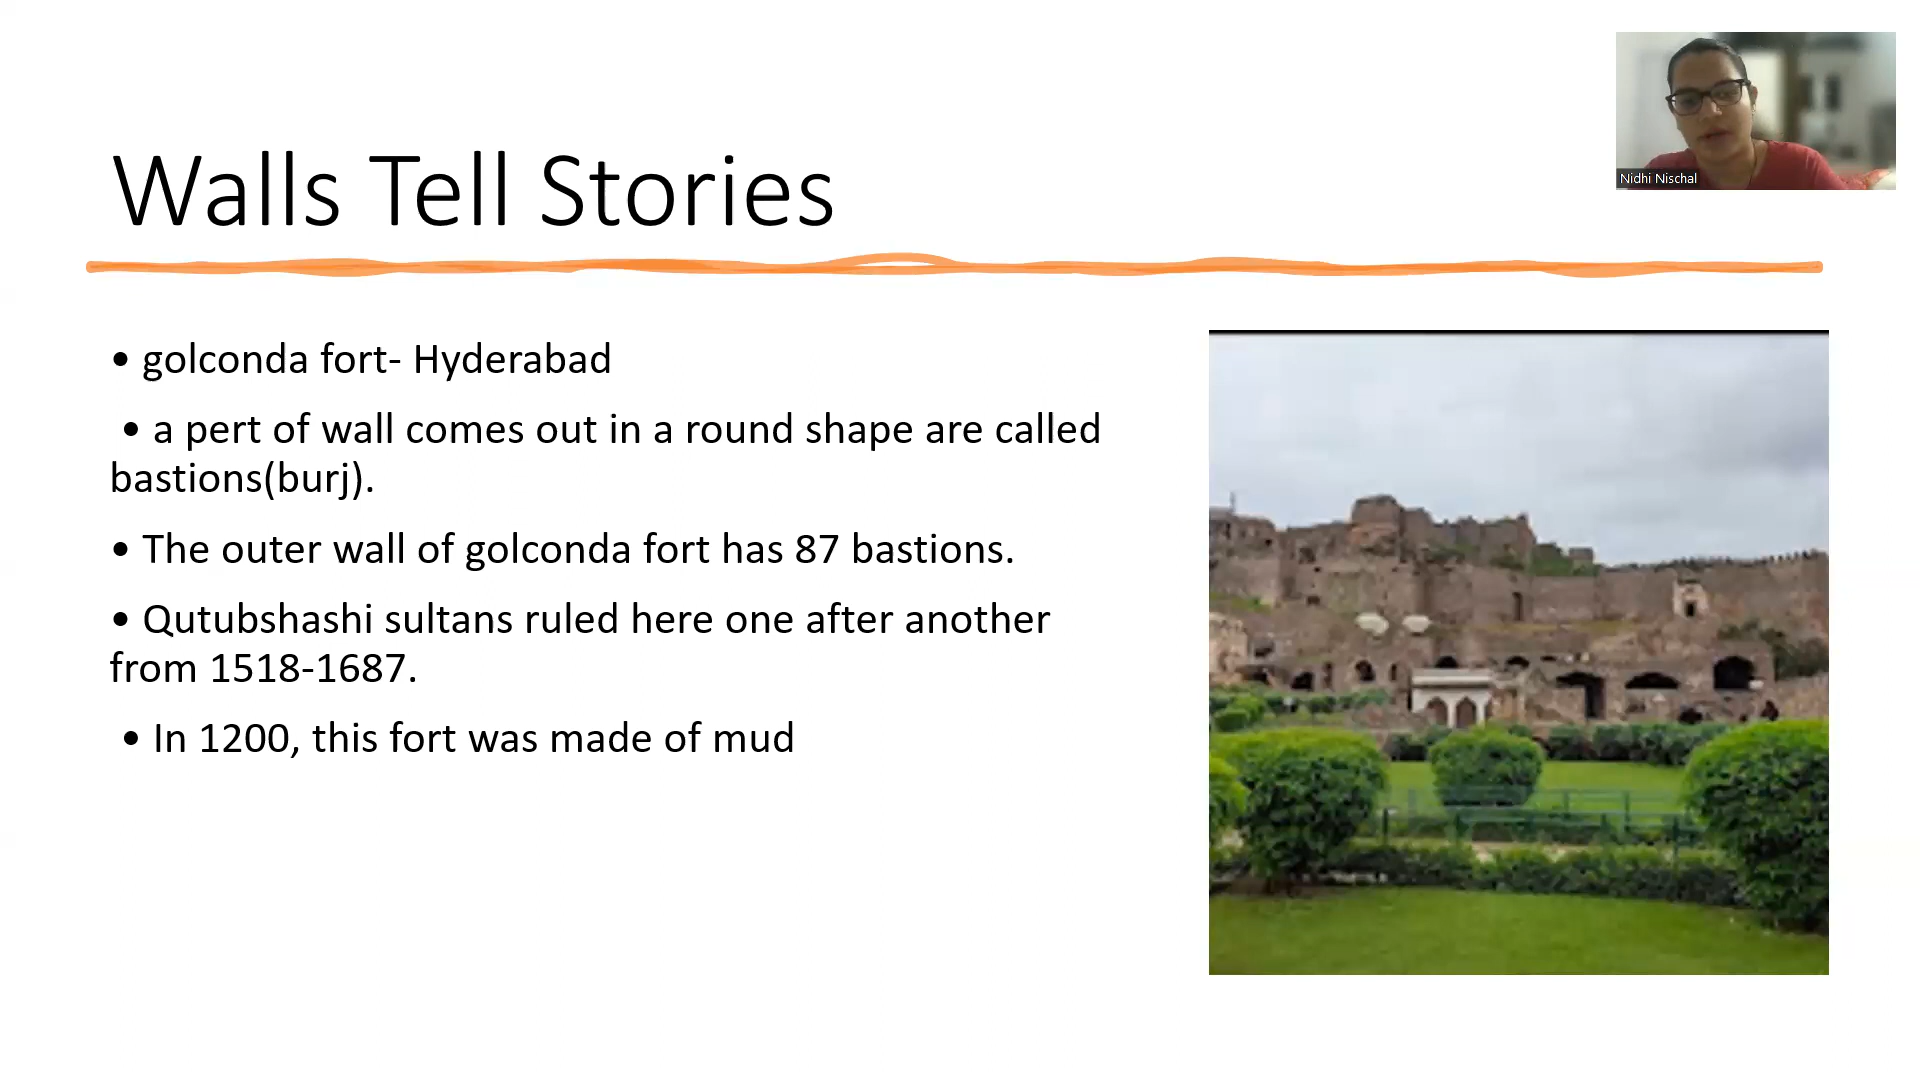 Nidhi Nischal
Walls Tell Stories
• golconda fort- Hyderabad
• a pert of wall comes out in a round shape are called
bastions(burj).
• The outer wall of golconda fort has 87 bastions.
• Qutubshashi sultans ruled here one after another
from 1518-1687.
• In 1200, this fort was made of mud